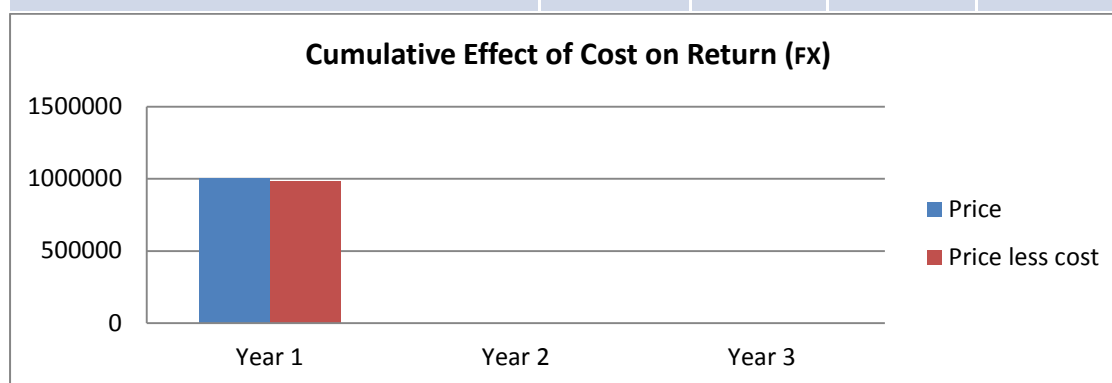 Cumulative Effect of Cost on Return (FX)
1500000
1000000
500000
0
Year 1
Year 2
Year 3
Price
Price less cost